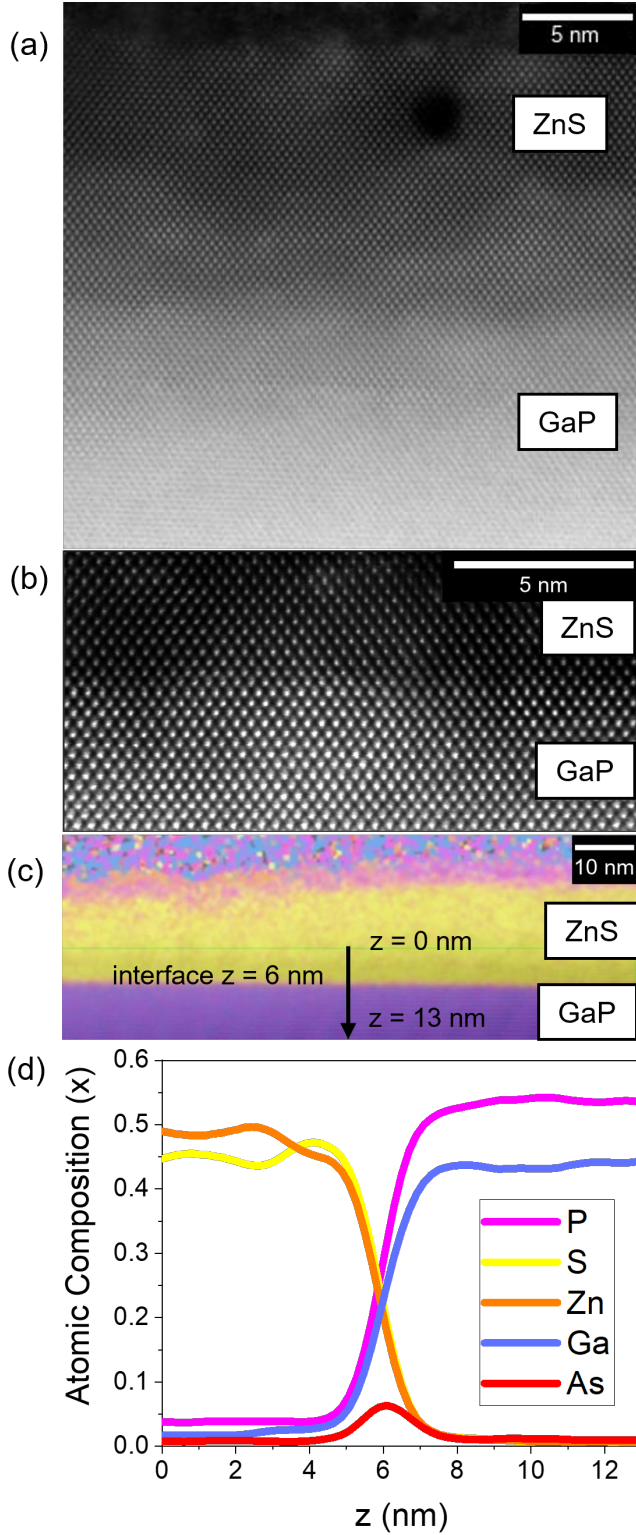 (a)
5 nm
ZnS
GaP
(b)
5 nm
ZnS
GaP
(c)
10 nm
z = 0 nm
ZnS
interface z = 6 nm
z = 13 nm
GaP
(d)
Atomic Composition (x)
0.6
0.5
0.4
0.3
0.2
0.1
0.0
P
S
Zn
Ga
As
0 2 4 6 8 10 12
z (nm)